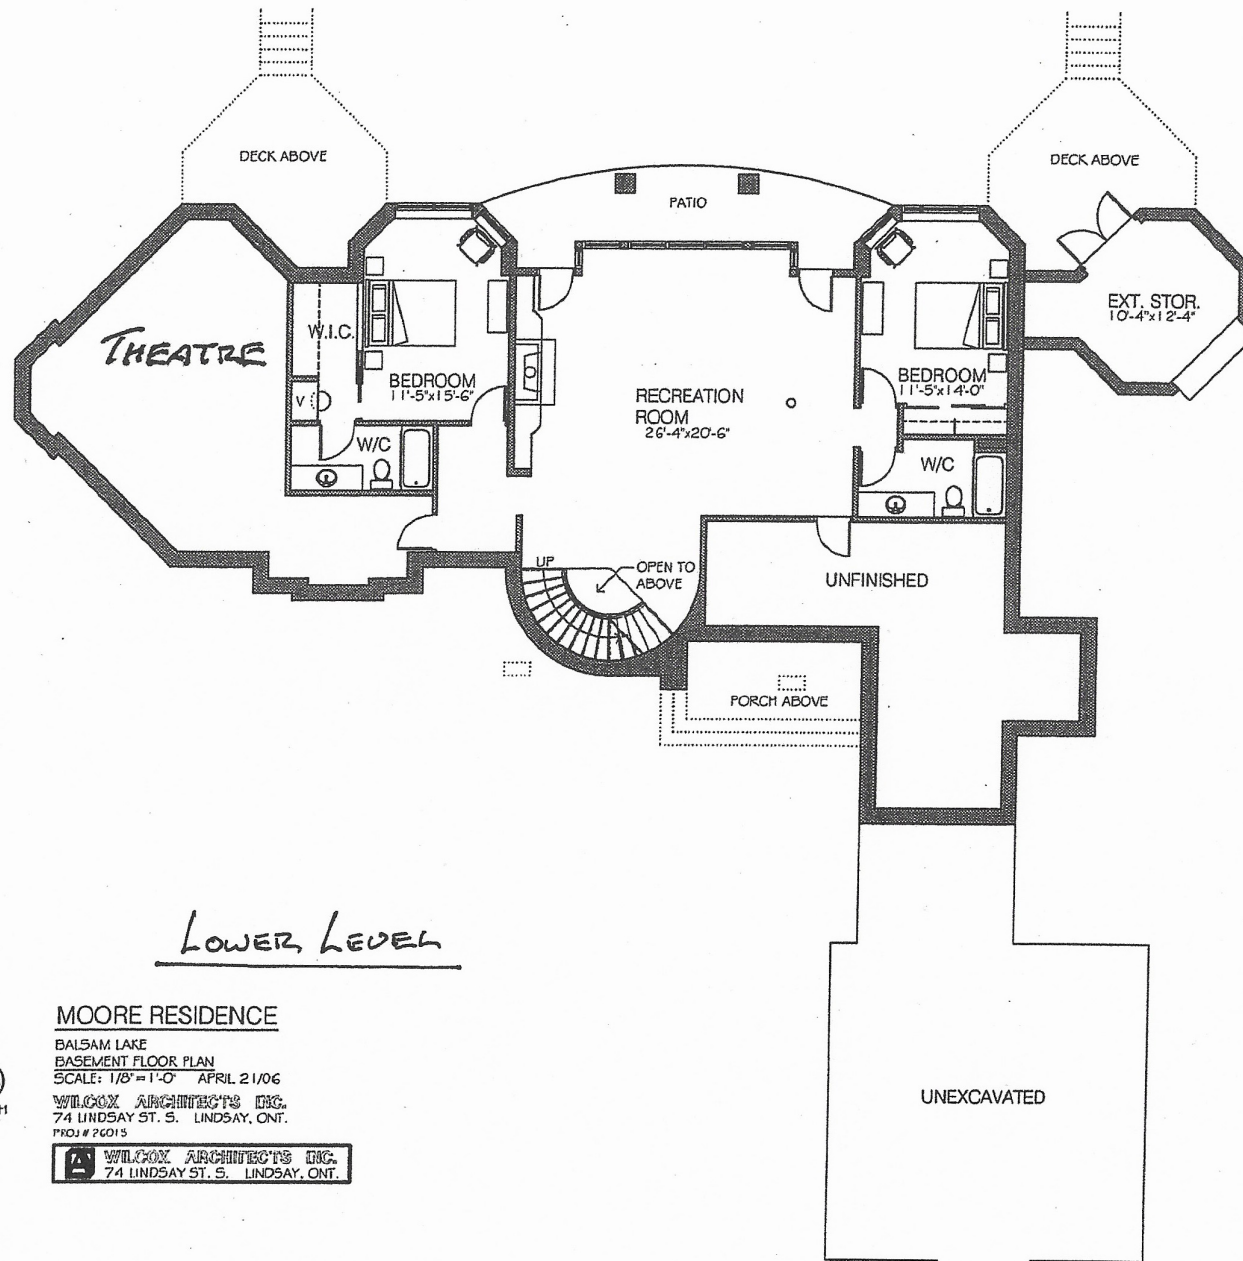 DECK ABOVE
DECK ABOVE
PATIO
THEATRE
W.I.C.
BEDROOM
11'-5"x15'-6"
V
W/C
RECREATION
ROOM
26'-4"x20'-6"
BEDROOM
11'-5"x14'-0"
W/C
EXT. STOR.
10'-4"x12'-4"
UP
OPEN TO
ABOVE
UNFINISHED
PORCH ABOVE
LOWER LEVEL
MOORE RESIDENCE
BALSAM LAKE
BASEMENT FLOOR PLAN
SCALE: 1/8"=1'-0" APRIL 21/06
WILCOX ARCHITECTS INC.
74 LINDSAY ST. S. LINDSAY, ONT.
PROJ # 26015
A WILCOX ARCHITECTS INC.
74 LINDSAY ST. S. LINDSAY, ONT.
UNEXCAVATED